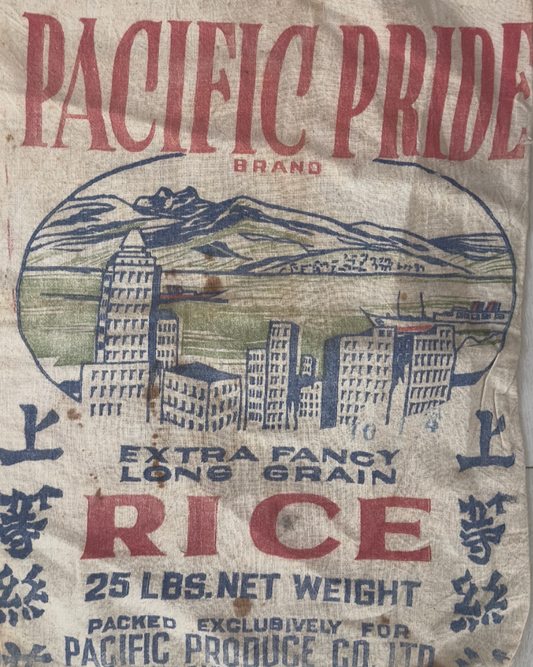 PACIFIC PRIDE
BRAND
EXTRA FANCY
LONG GRAIN
RICE
25 LBS. NET WEIGHT
PACKED EXCLUSIVELY FOR
PACIFIC PRODUCE CO. LTD
上等絲
上等絲